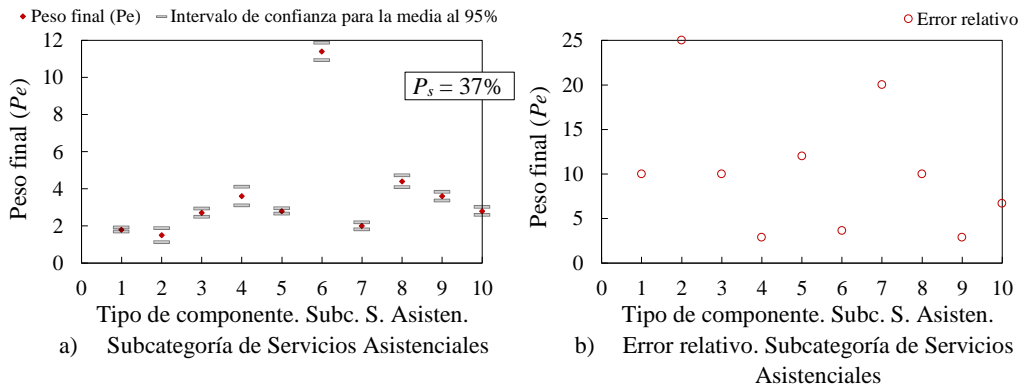 Peso final (Pe) Intervalo de confianza para la media al 95%
12
10
8
6
4
2
0
Peso final (Pe)
Ps = 37%
0 1 2 3 4 5 6 7 8 9 10
Tipo de componente. Subc. S. Asisten.
a) Subcategoría de Servicios Asistenciales
Error relativo
25
20
15
10
5
0
Peso final (Pe)
0 1 2 3 4 5 6 7 8 9 10
Tipo de componente. Subc. S. Asisten.
b) Error relativo. Subcategoría de Servicios
Asistenciales